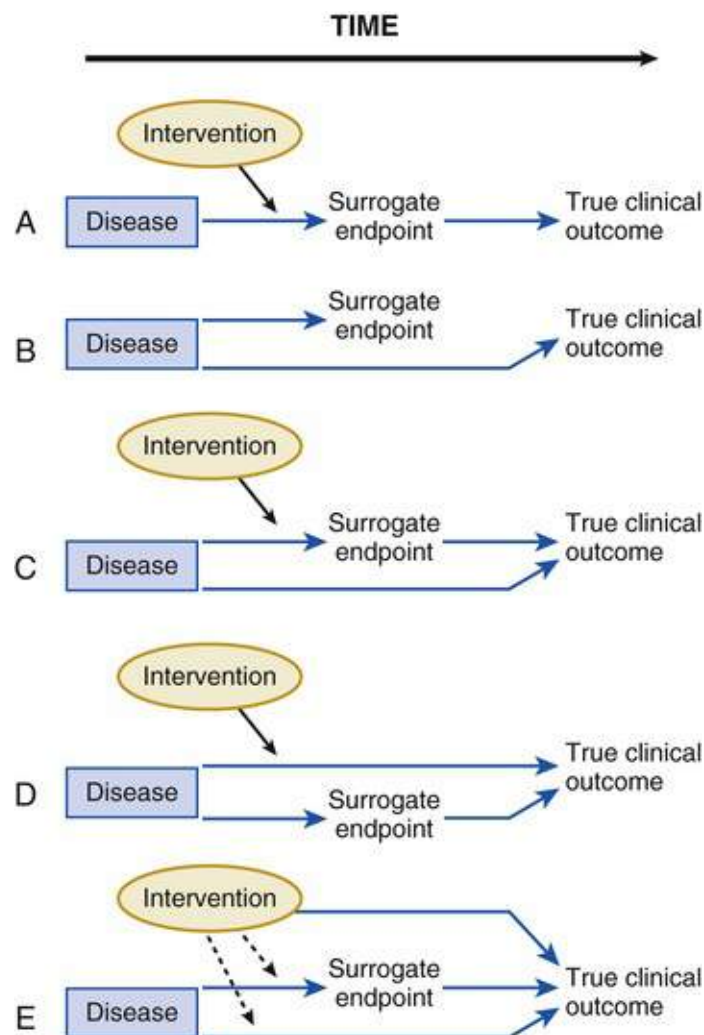 TIME
Intervention
A
Disease
Surrogate
endpoint
True clinical
outcome
B
Disease
Surrogate
endpoint
True clinical
outcome
Intervention
C
Disease
Surrogate
endpoint
True clinical
outcome
Intervention
D
Disease
Surrogate
endpoint
True clinical
outcome
Intervention
E
Disease
Surrogate
endpoint
True clinical
outcome